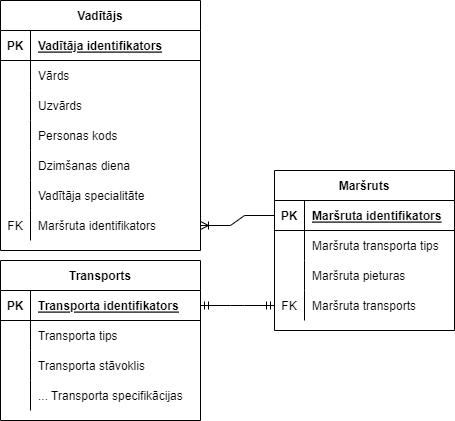 Vadītājs
PK Vadītāja identifikators
Vārds
Uzvārds
Personas kods
Dzimšanas diena
Vadītāja specialitāte
FK Maršruta identifikators
Maršruts
PK Maršruta identifikators
Maršruta transporta tips
Maršruta pieturas
FK Maršruta transports
Transports
PK Transporta identifikators
Transporta tips
Transporta stāvoklis
... Transporta specifikācijas